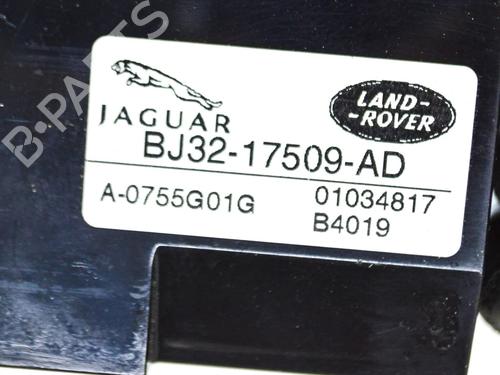 JAGUAR
LAND-
-ROVER
BJ32-17509-AD
A-0755G01G
01034817
B4019
B-PARTS